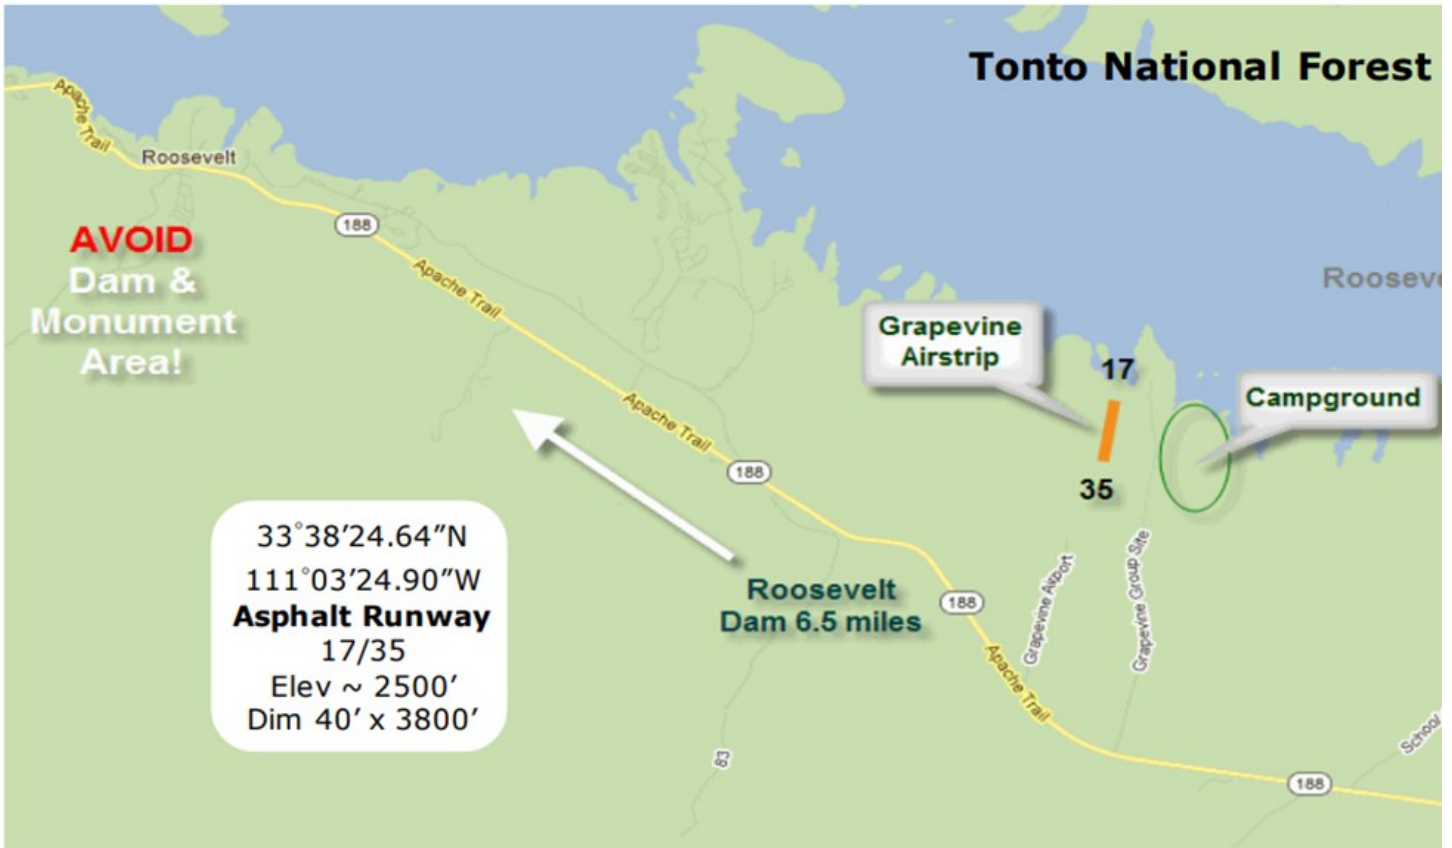 Tonto National Forest
Apache Trail
Roosevelt
188
AVOID
Dam &
Monument
Area!
Apache Trail
Roosev
Grapevine
Airstrip
17
Campground
35
Apache Trail
188
33°38'24.64"N
111°03'24.90"W
Asphalt Runway
17/35
Elev ~ 2500'
Dim 40' x 3800'
Roosevelt
Dam 6.5 miles
188
Grapevine Airport
Grapevine Group Site
Apache Trail
83
School
188